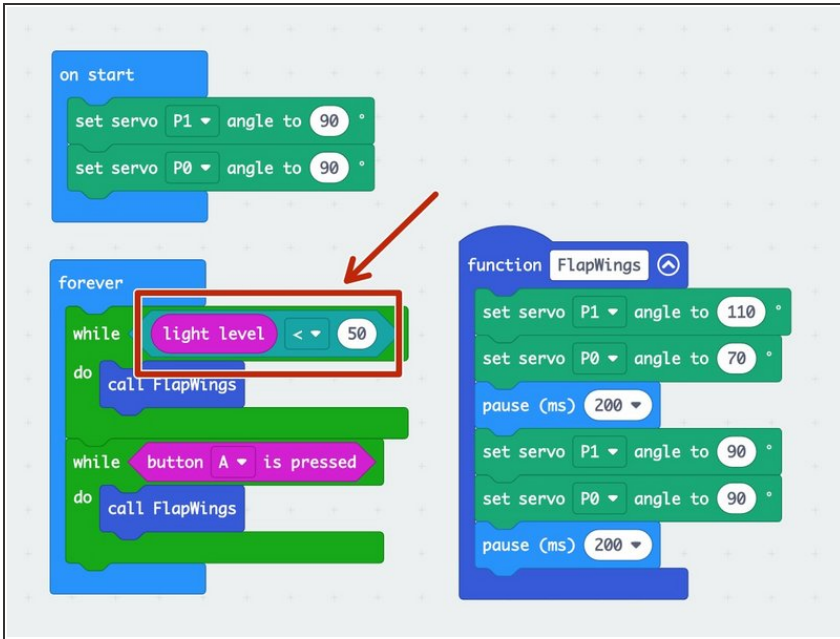 on start
set servo P1 angle to 90 °
set servo P0 angle to 90 °
forever
while light level < 50
do
call FlapWings
while button A is pressed
do
call FlapWings
function FlapWings
set servo P1 angle to 110 °
set servo P0 angle to 70 °
pause (ms) 200
set servo P1 angle to 90 °
set servo P0 angle to 90 °
pause (ms) 200